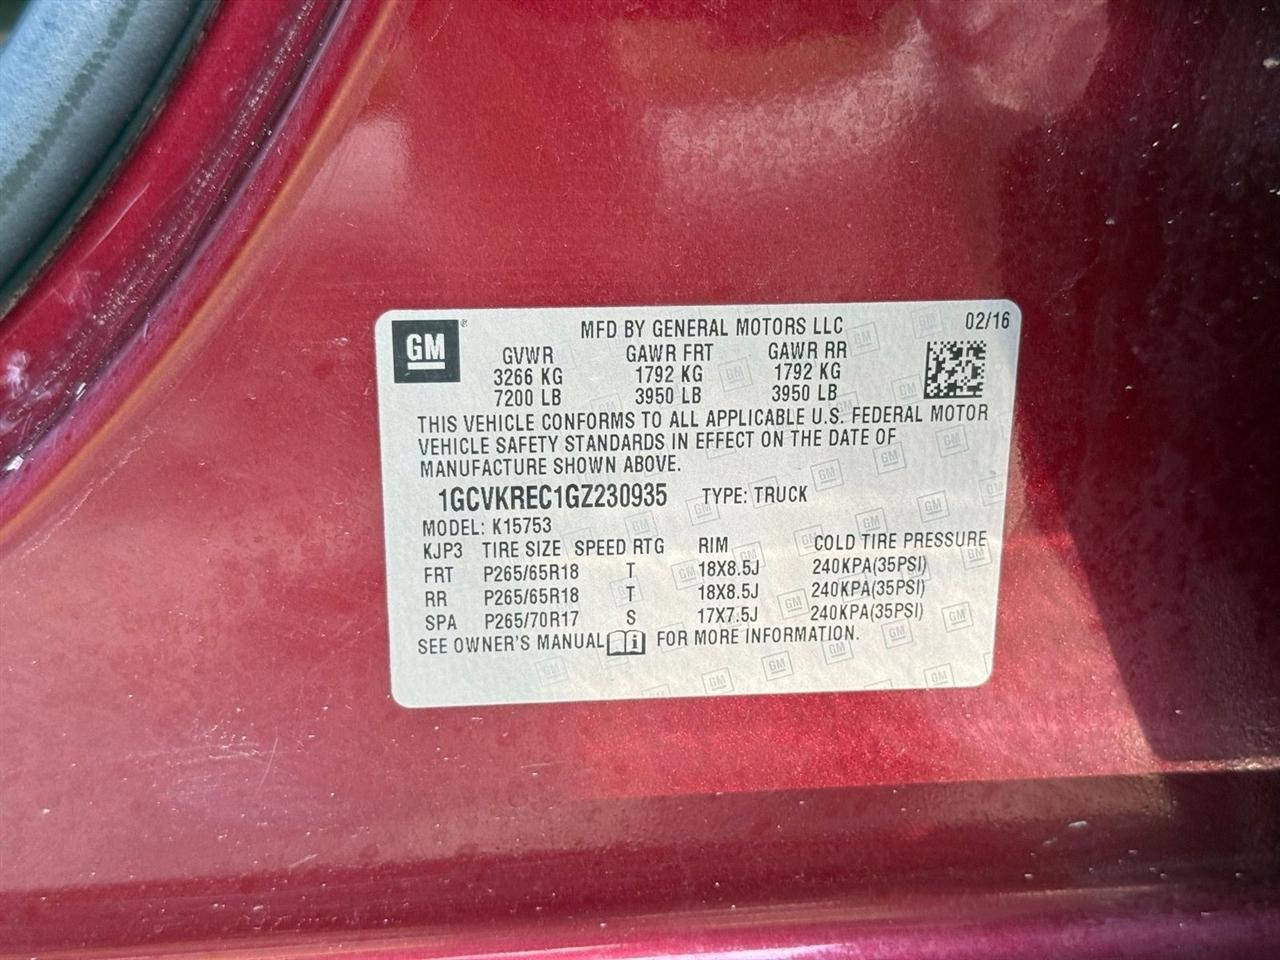 GM
MFD BY GENERAL MOTORS LLC 02/16
GVWR GAWR FRT GAWR RR
3266 KG 1792 KG 1792 KG
7200 LB 3950 LB 3950 LB
THIS VEHICLE CONFORMS TO ALL APPLICABLE U.S. FEDERAL MOTOR
VEHICLE SAFETY STANDARDS IN EFFECT ON THE DATE OF
MANUFACTURE SHOWN ABOVE.
1GCVKREC1GZ230935 TYPE: TRUCK
MODEL: K15753
KJP3 TIRE SIZE SPEED RTG RIM COLD TIRE PRESSURE
FRT P265/65R18 T 18X8.5J 240KPA(35PSI)
RR P265/65R18 T 18X8.5J 240KPA(35PSI)
SPA P265/70R17 S 17X7.5J 240KPA(35PSI)
SEE OWNER'S MANUAL FOR MORE INFORMATION.